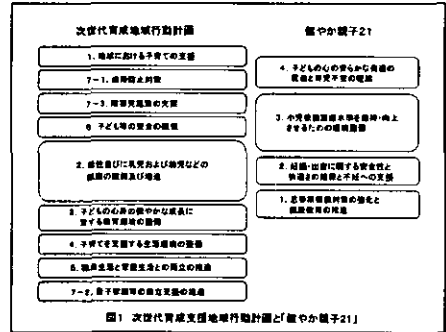 次世代育成地域行動計画
1. 地域における子育ての支援
7-1. 虐待防止対策
7-3. 障害児施策の充実
6 子ども等の安全の確保
2. 母性並びに乳児および幼児などの
健康の確保及び増進
3. 子どもの心身の健やかな成長に
資する教育環境の整備
4. 子育てを支援する生活環境の整備
5. 職業生活と家庭生活との両立の推進
7-2. 母子家庭等の自立支援の推進
健やか親子21
4. 子どもの心の安らかな発達の
促進と育児不安の軽減
3. 小児保健医療水準を維持・向上
させるための環境整備
2. 妊娠・出産に関する安全性と
快適さの確保と不妊への支援
1. 思春期保健対策の強化と
健康教育の推進
図1 次世代育成支援地域行動計画と「健やか親子21」